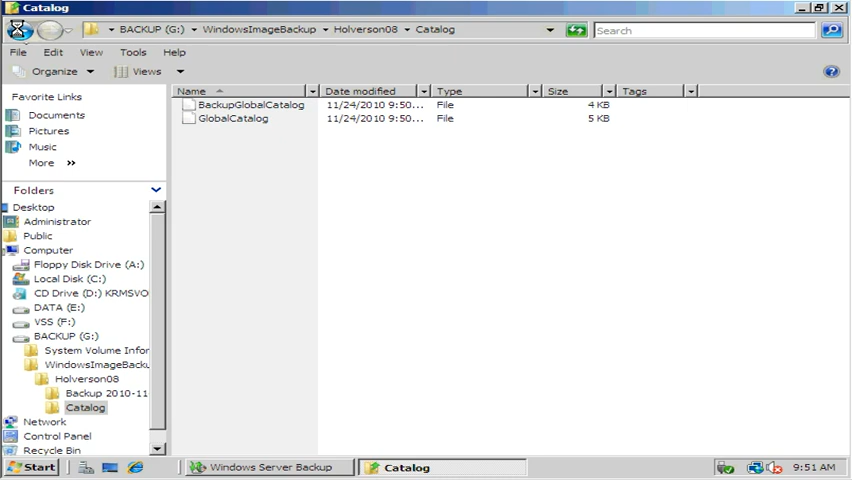 Catalog
BACKUP (G:) WindowsImageBackup Holverson08 Catalog
Search
File Edit View Tools Help
Organize Views
Name Date modified Type Size Tags
BackupGlobalCatalog 11/24/2010 9:50... File 4 KB
GlobalCatalog 11/24/2010 9:50... File 5 KB
Favorite Links
Documents
Pictures
Music
More >>
Folders
Desktop
Administrator
Public
Computer
Floppy Disk Drive (A:)
Local Disk (C:)
CD Drive (D:) KRMSVO
DATA (E:)
VSS (F:)
BACKUP (G:)
System Volume Infor
WindowsImageBacku
Holverson08
Backup 2010-11
Catalog
Network
Control Panel
Recycle Bin
Start Windows Server Backup Catalog 9:51 AM